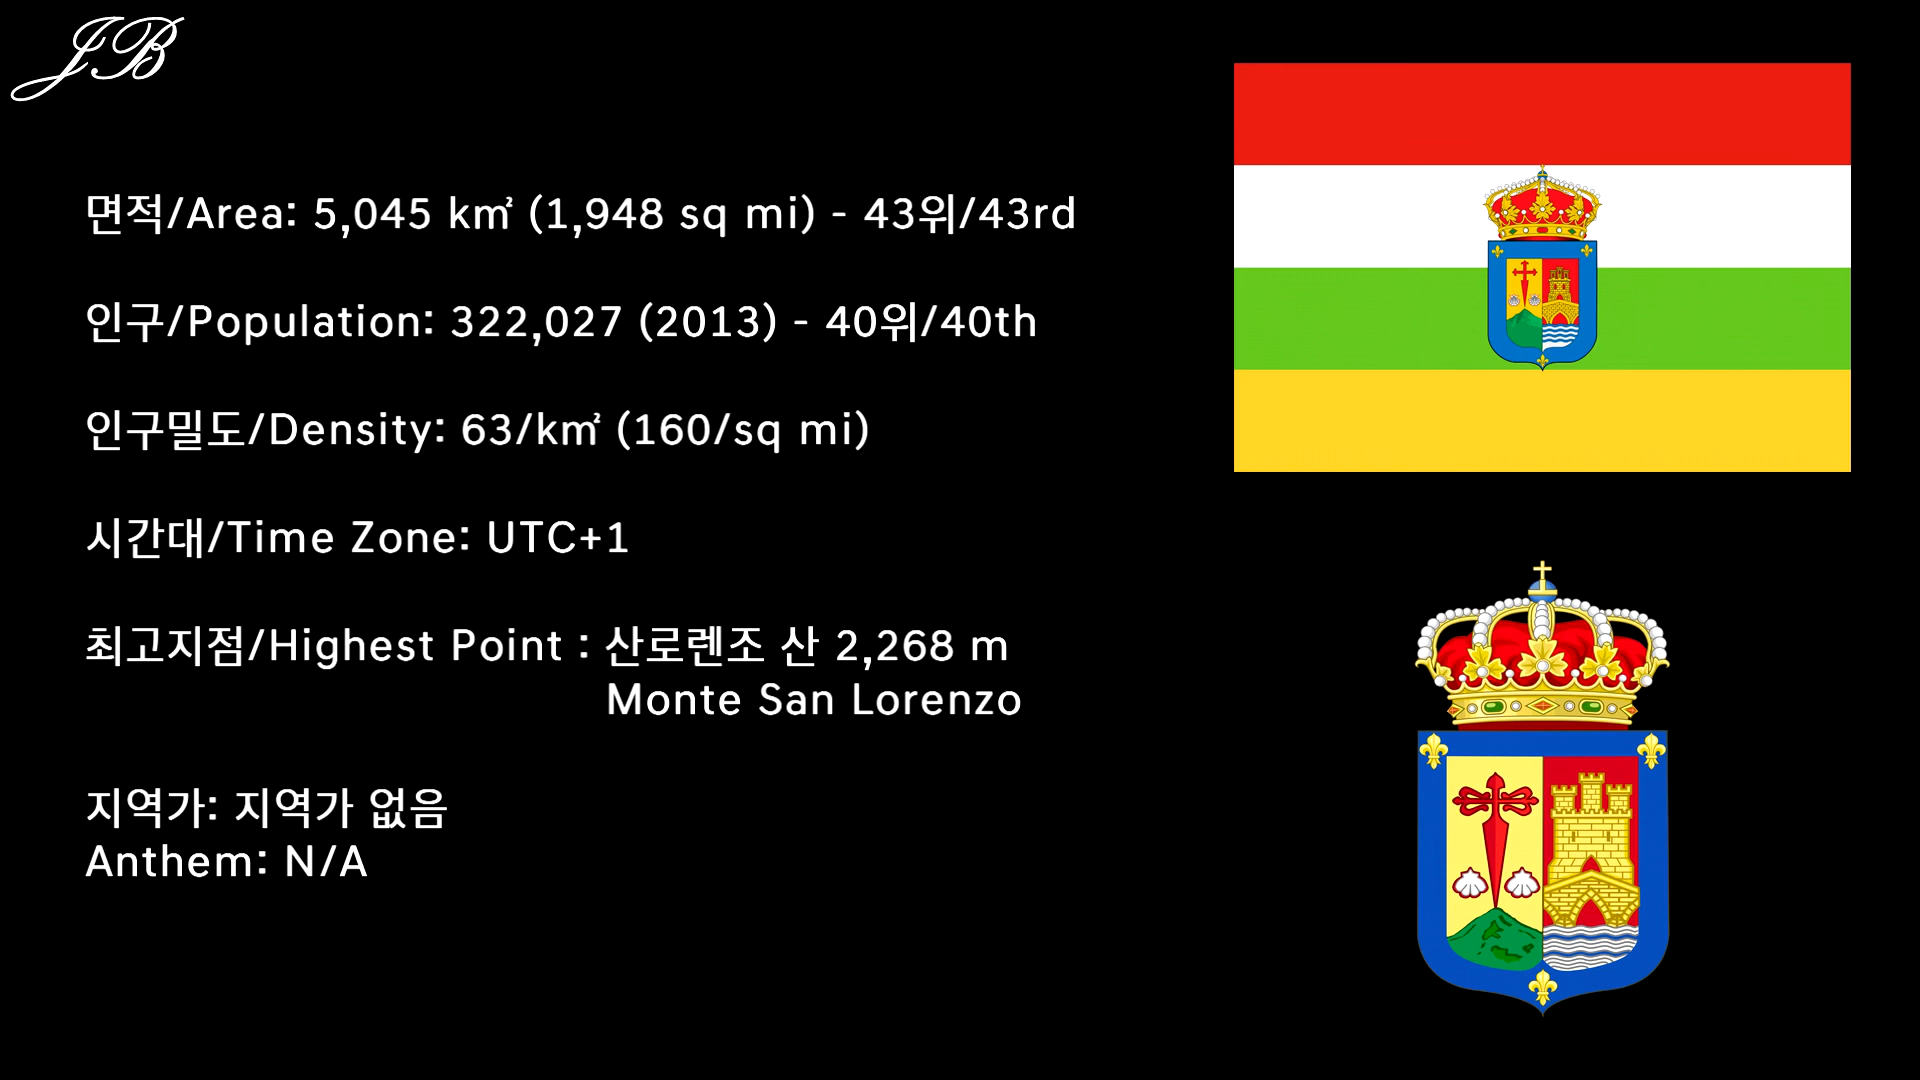 JB
면적/Area: 5,045 k㎡ (1,948 sq mi) - 43위/43rd
인구/Population: 322,027 (2013) - 40위/40th
인구밀도/Density: 63/k㎡ (160/sq mi)
시간대/Time Zone: UTC+1
최고지점/Highest Point : 산로렌조 산 2,268 m
Monte San Lorenzo
지역가: 지역가 없음
Anthem: N/A